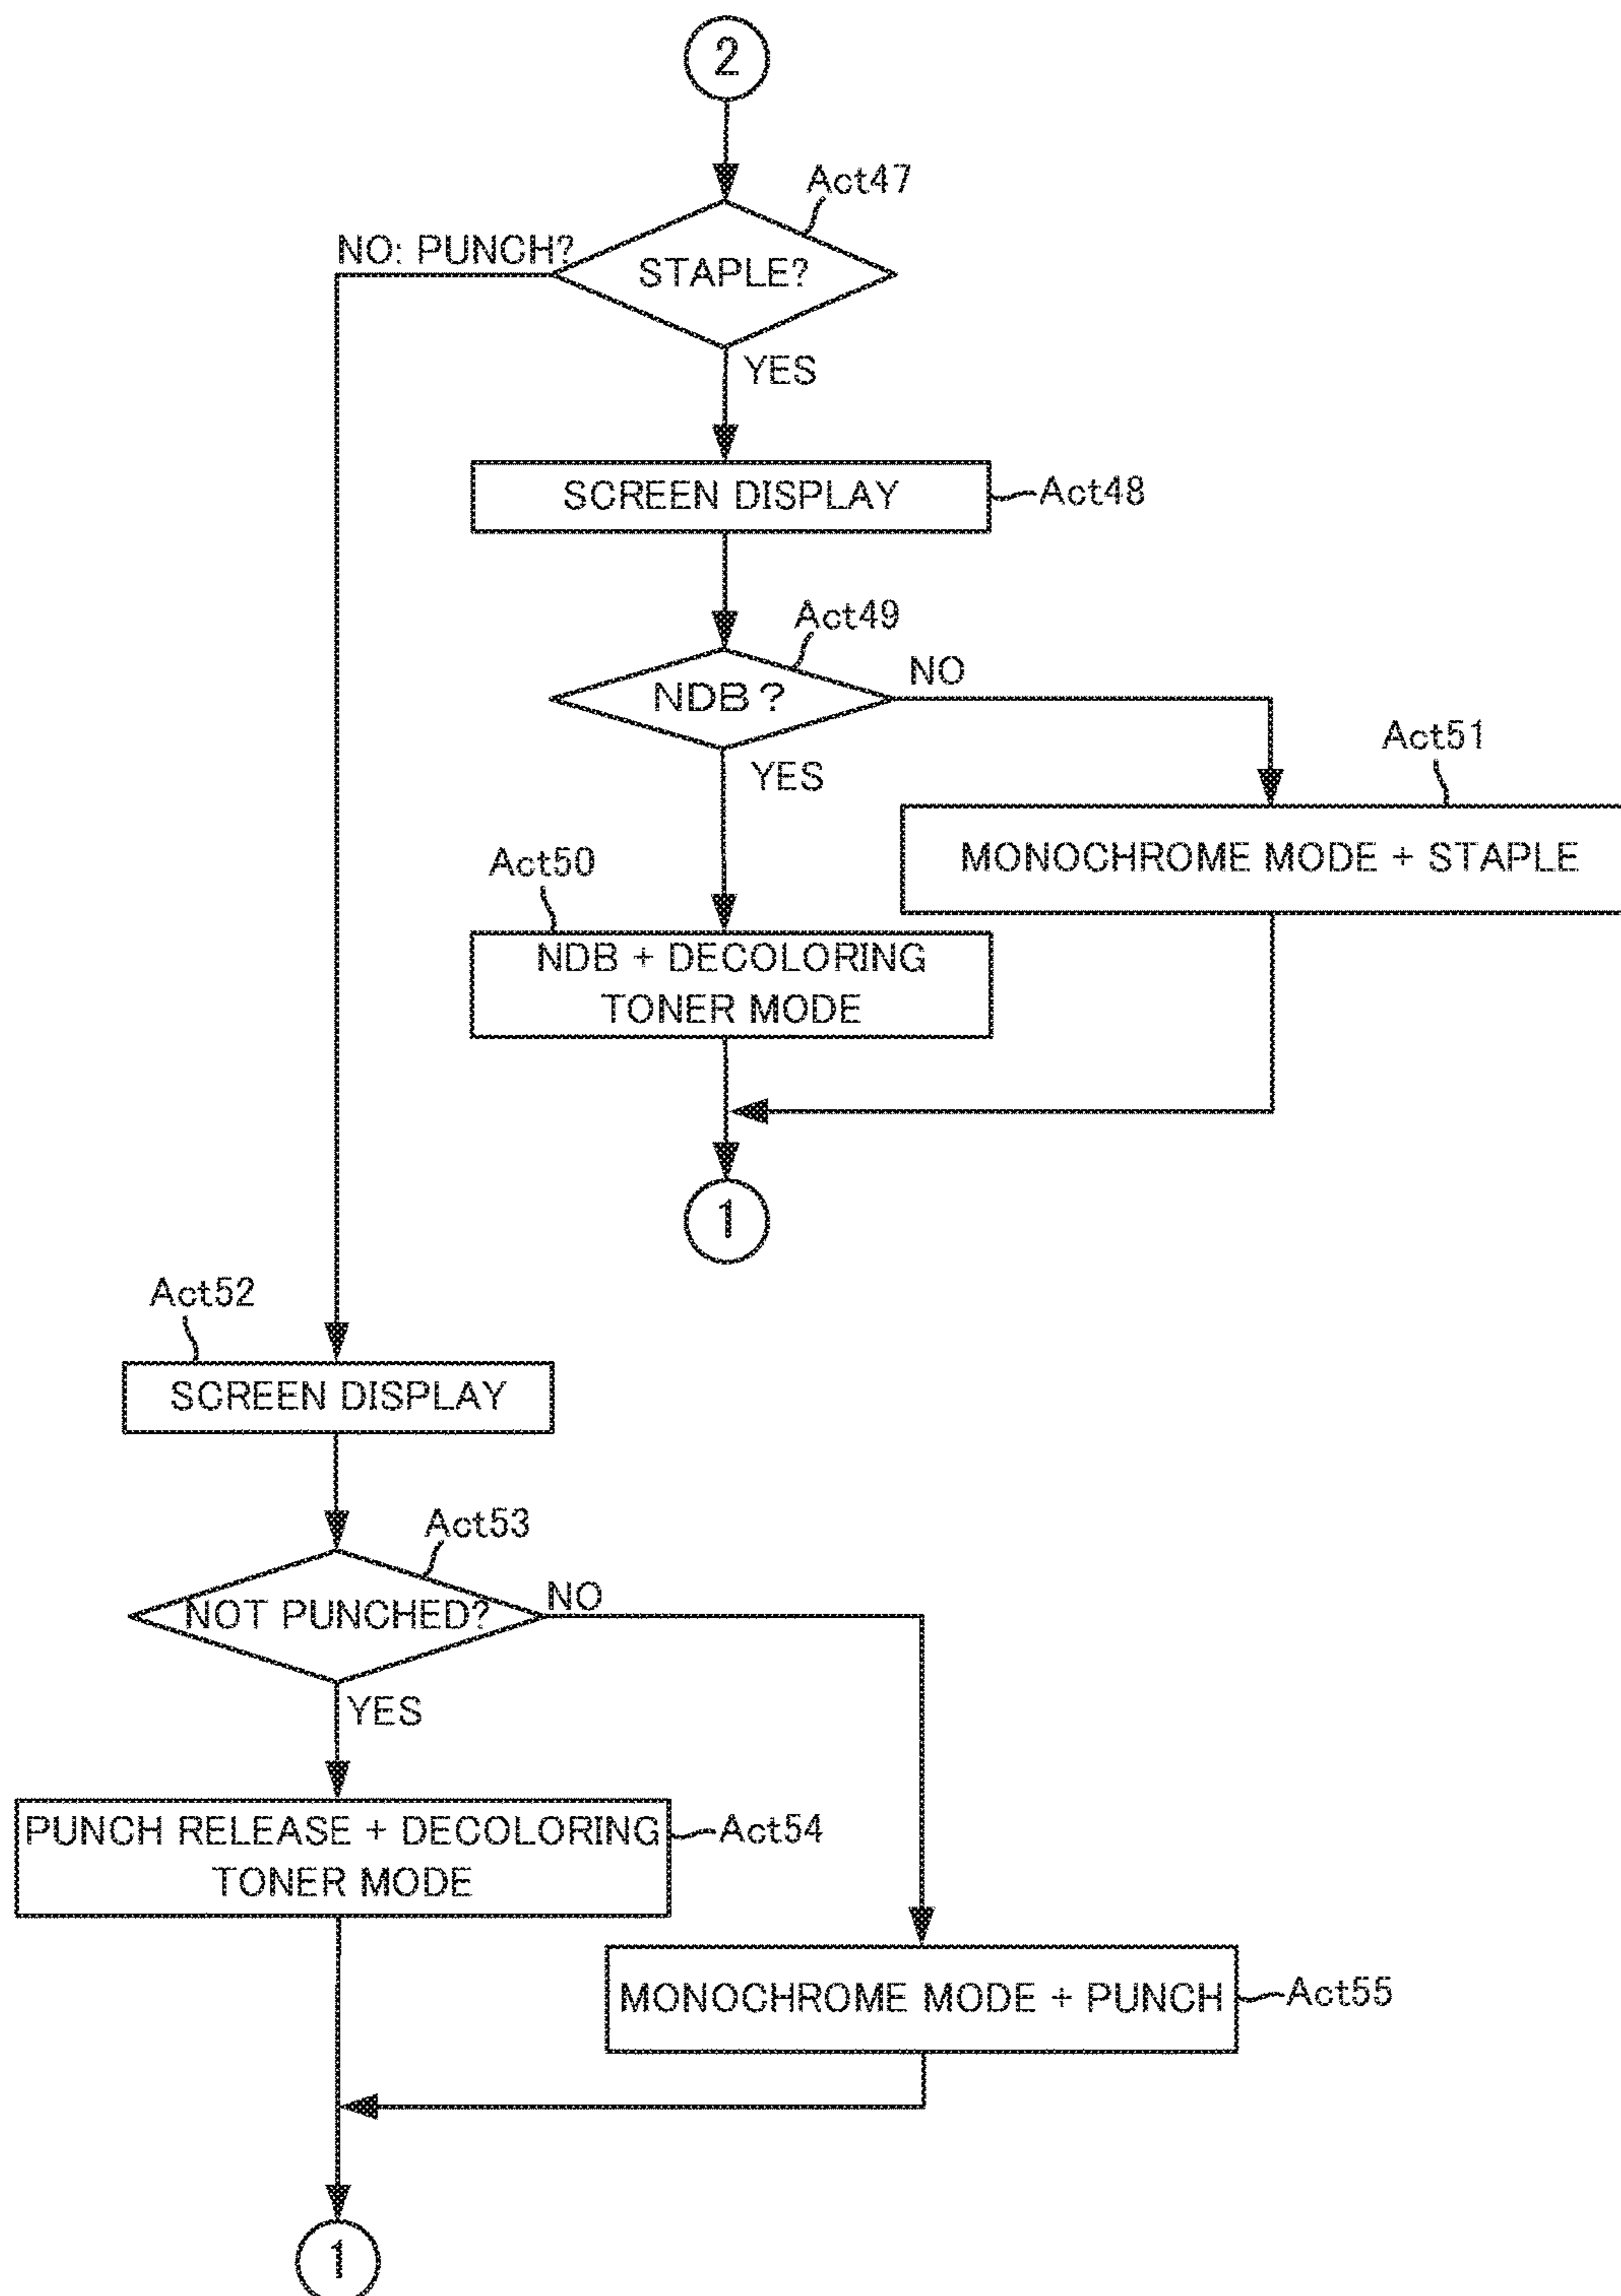 2
Act47
NO: PUNCH?
STAPLE?
YES
SCREEN DISPLAY
Act48
Act49
NO
NDB ?
YES
Act51
MONOCHROME MODE + STAPLE
Act50
NDB + DECOLORING
TONER MODE
1
Act52
SCREEN DISPLAY
Act53
NO
NOT PUNCHED?
YES
PUNCH RELEASE + DECOLORING
TONER MODE
Act54
MONOCHROME MODE + PUNCH
Act55
1